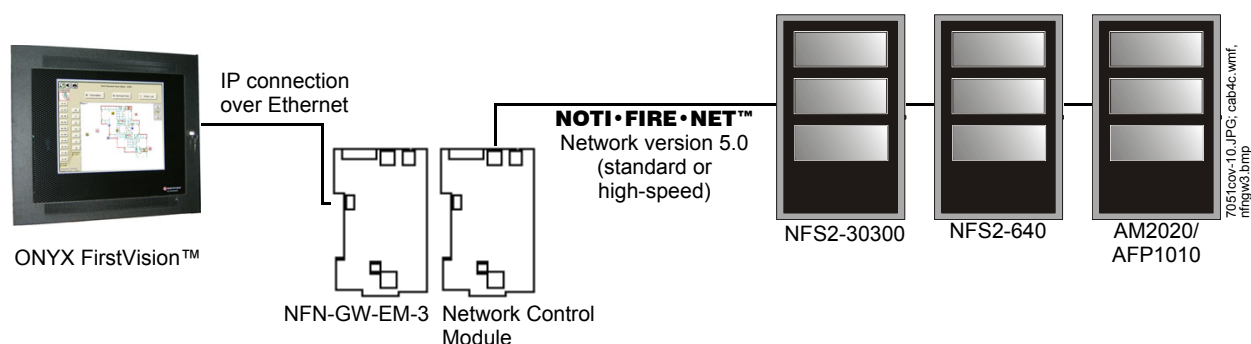 IP connection
over Ethernet
NOTI•FIRE•NET™
Network version 5.0
(standard or
high-speed)
ONYX FirstVision™
NFN-GW-EM-3
Network Control
Module
NFS2-30300
NFS2-640
AM2020/
AFP1010
7051cov-10.JPG; cab4c.wmf,
nfngw3.bmp